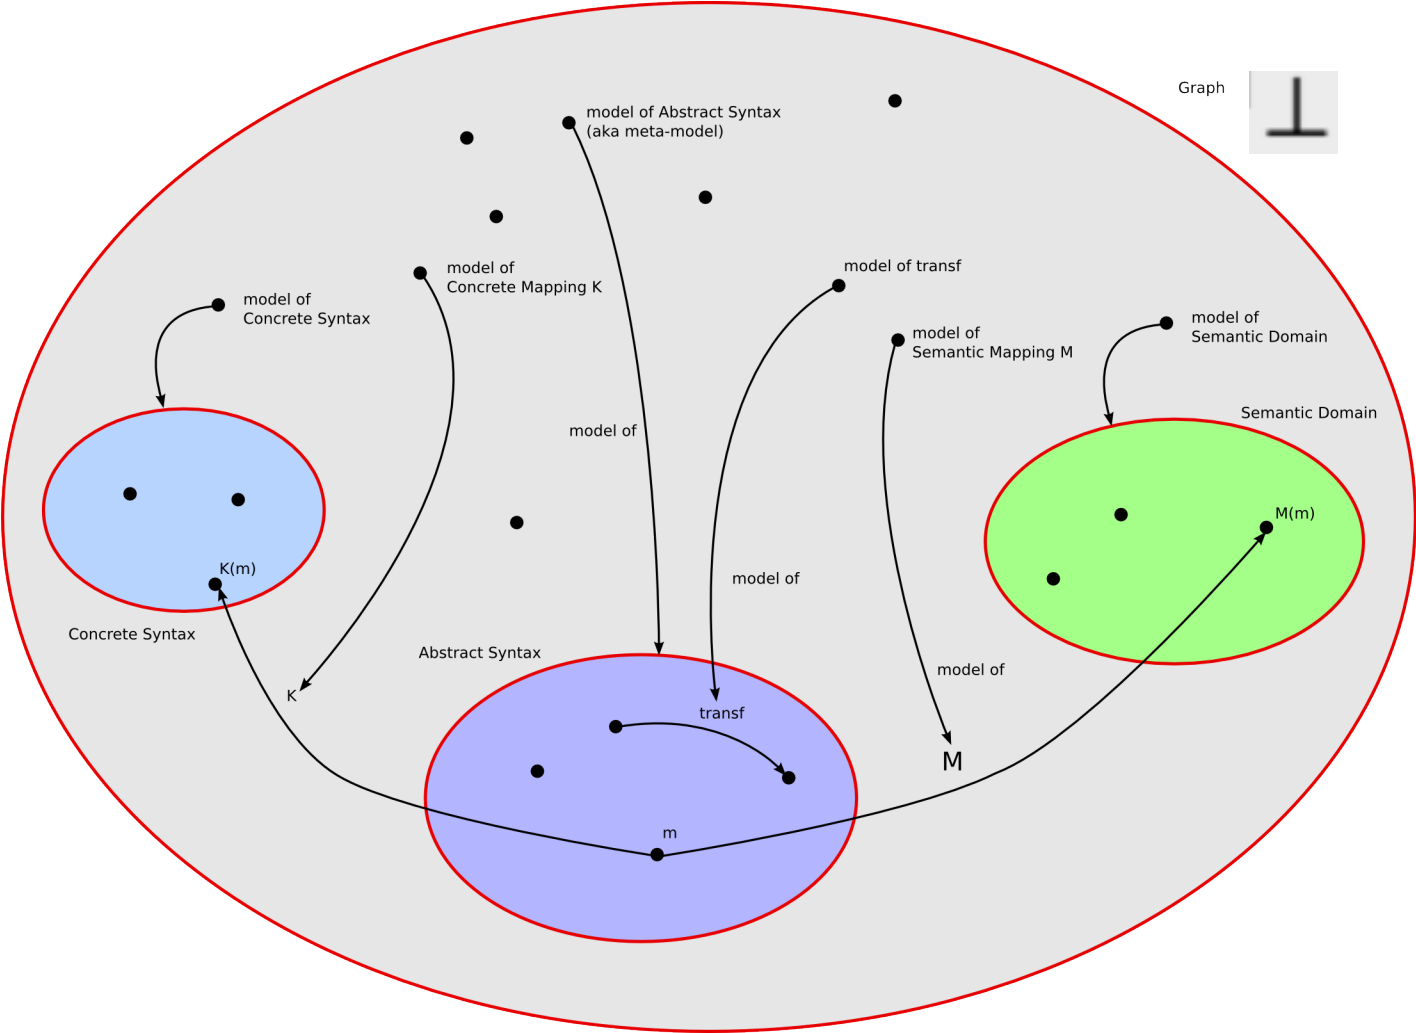 Graph
⊥
model of Abstract Syntax
(aka meta-model)
model of transf
model of
Concrete Mapping K
model of
Concrete Syntax
model of
Semantic Domain
model of
Semantic Mapping M
Semantic Domain
model of
M(m)
K(m)
model of
Concrete Syntax
Abstract Syntax
model of
K
transf
M
m